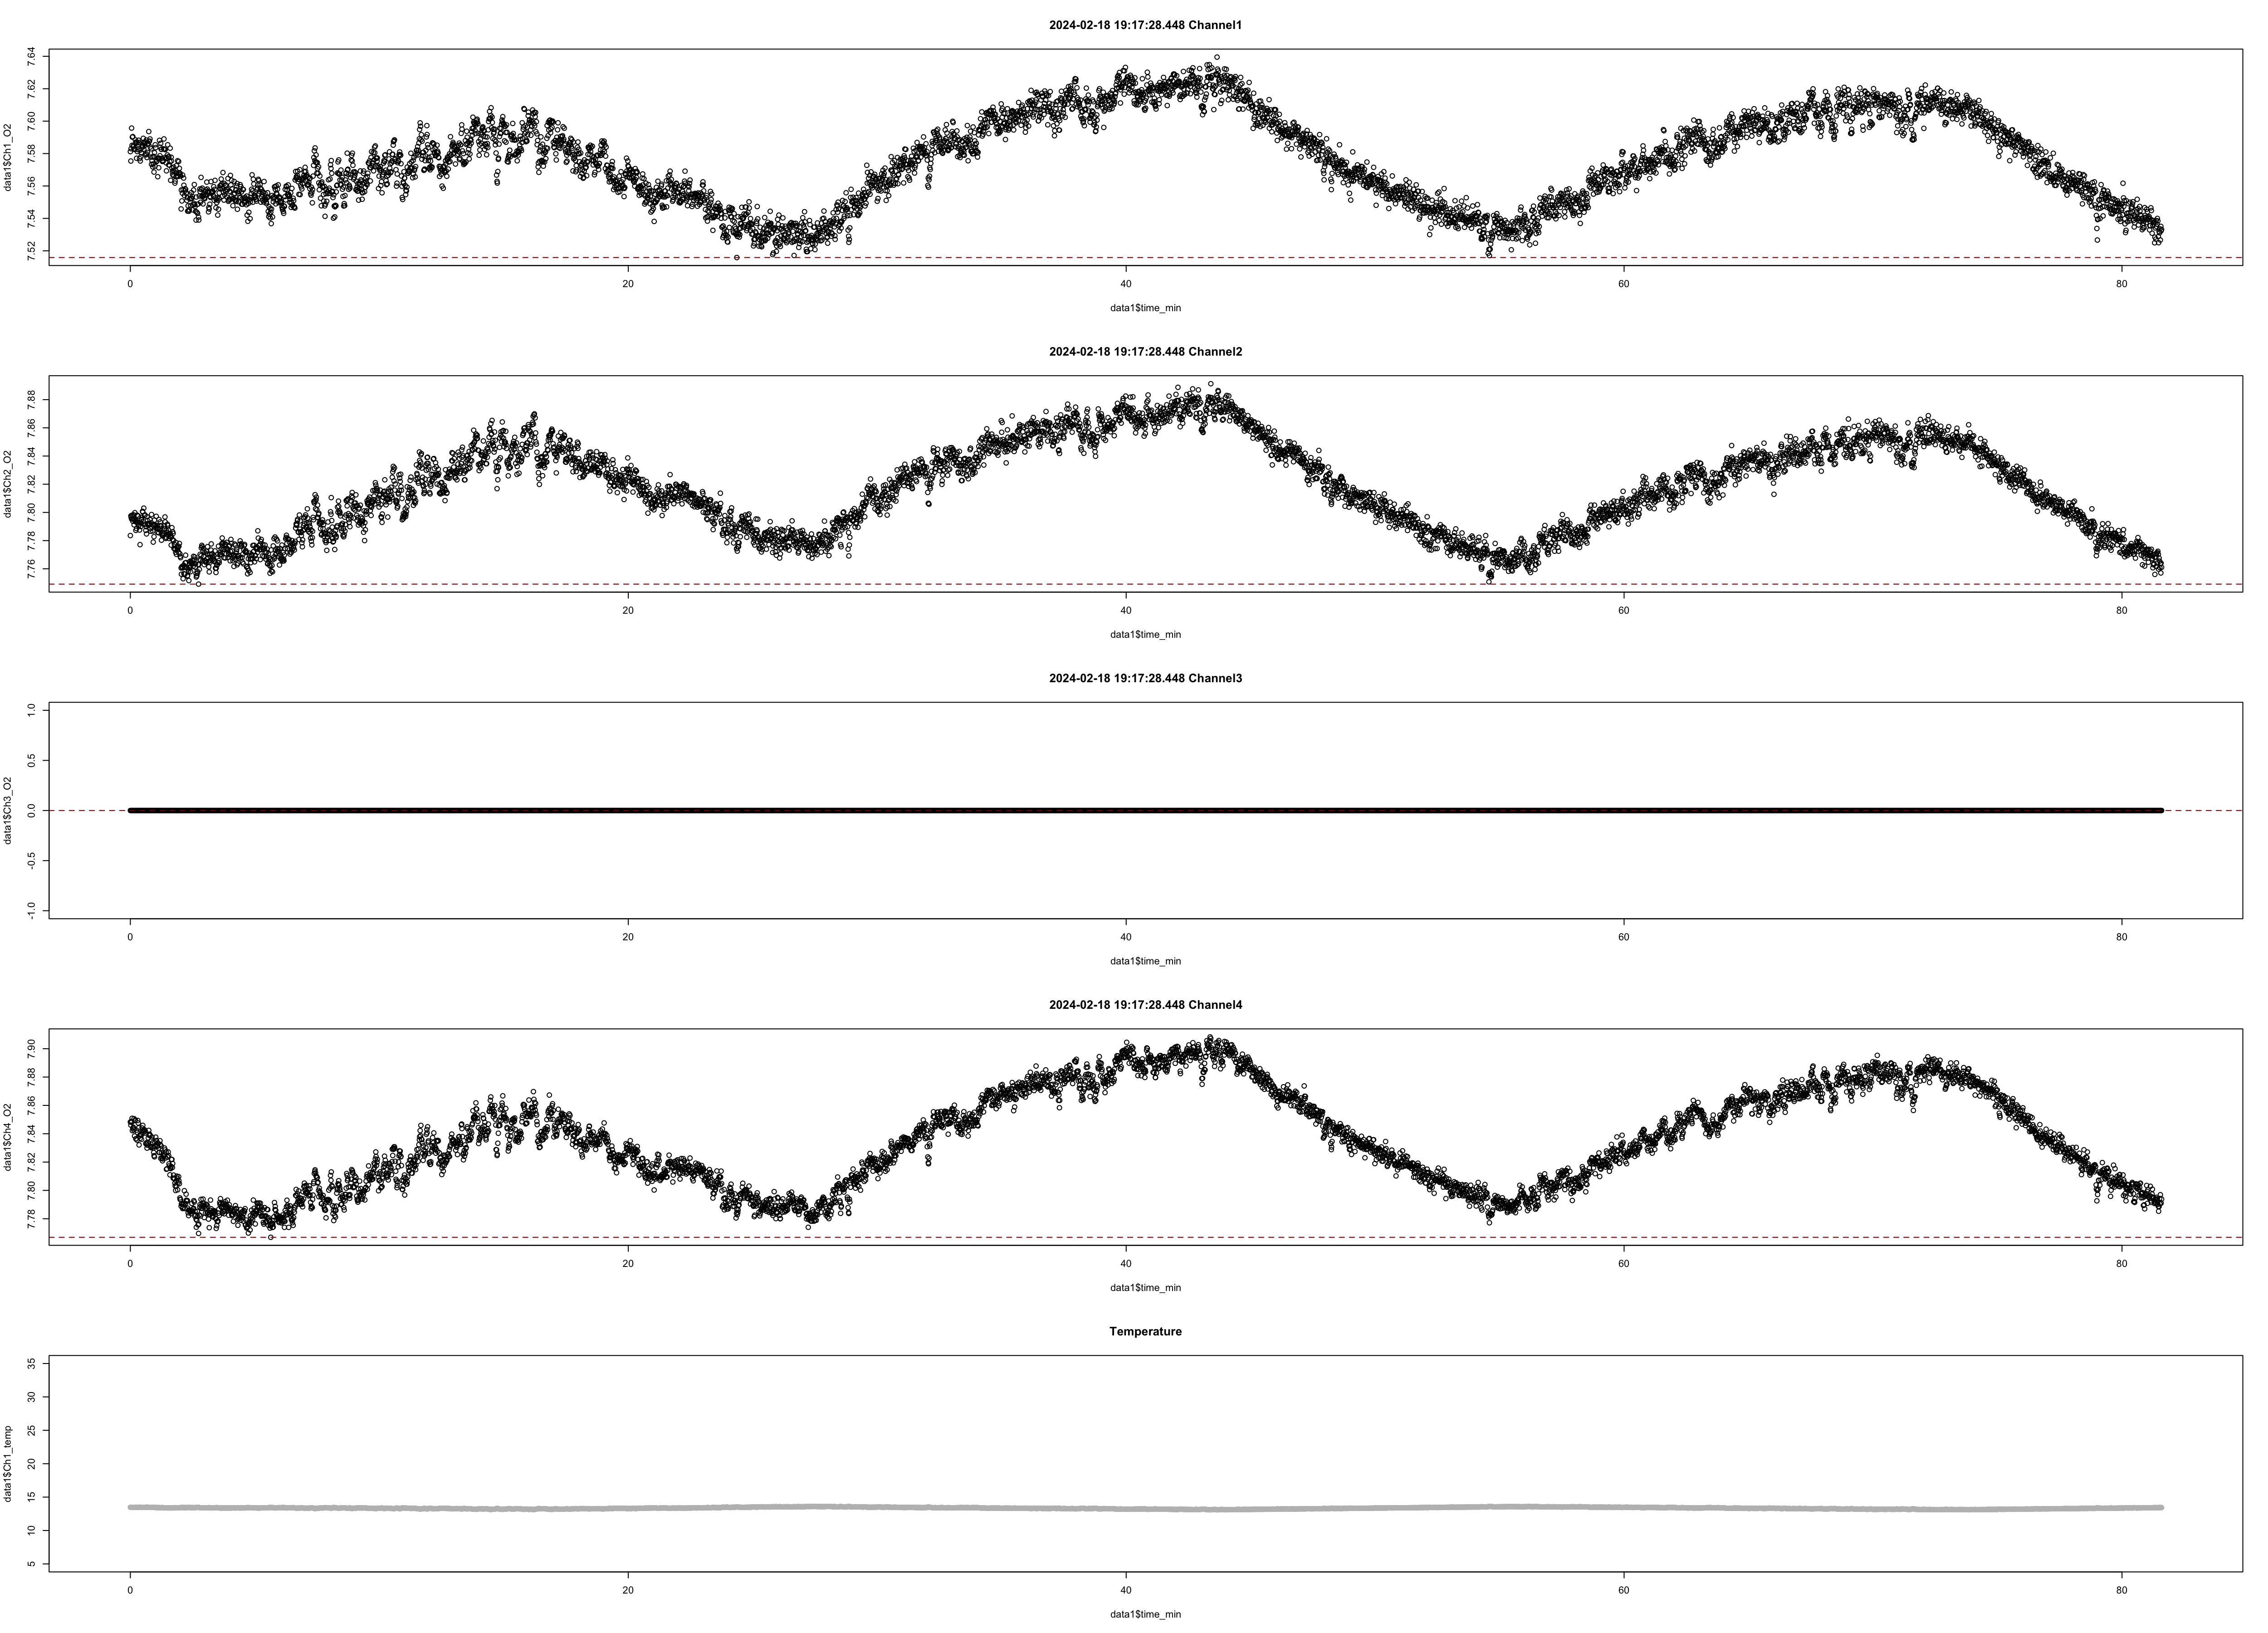 2024-02-18 19:17:28.448 Channel1
data1$Ch1_O2
7.64
7.62
7.60
7.58
7.56
7.54
7.52
0 20 40 60 80
data1$time_min
2024-02-18 19:17:28.448 Channel2
data1$Ch2_O2
7.88
7.86
7.84
7.82
7.80
7.78
7.76
0 20 40 60 80
data1$time_min
2024-02-18 19:17:28.448 Channel3
data1$Ch3_O2
1.0
0.5
0.0
-0.5
-1.0
0 20 40 60 80
data1$time_min
2024-02-18 19:17:28.448 Channel4
data1$Ch4_O2
7.90
7.88
7.86
7.84
7.82
7.80
7.78
0 20 40 60 80
data1$time_min
Temperature
data1$Ch1_temp
35
30
25
20
15
10
5
0 20 40 60 80
data1$time_min